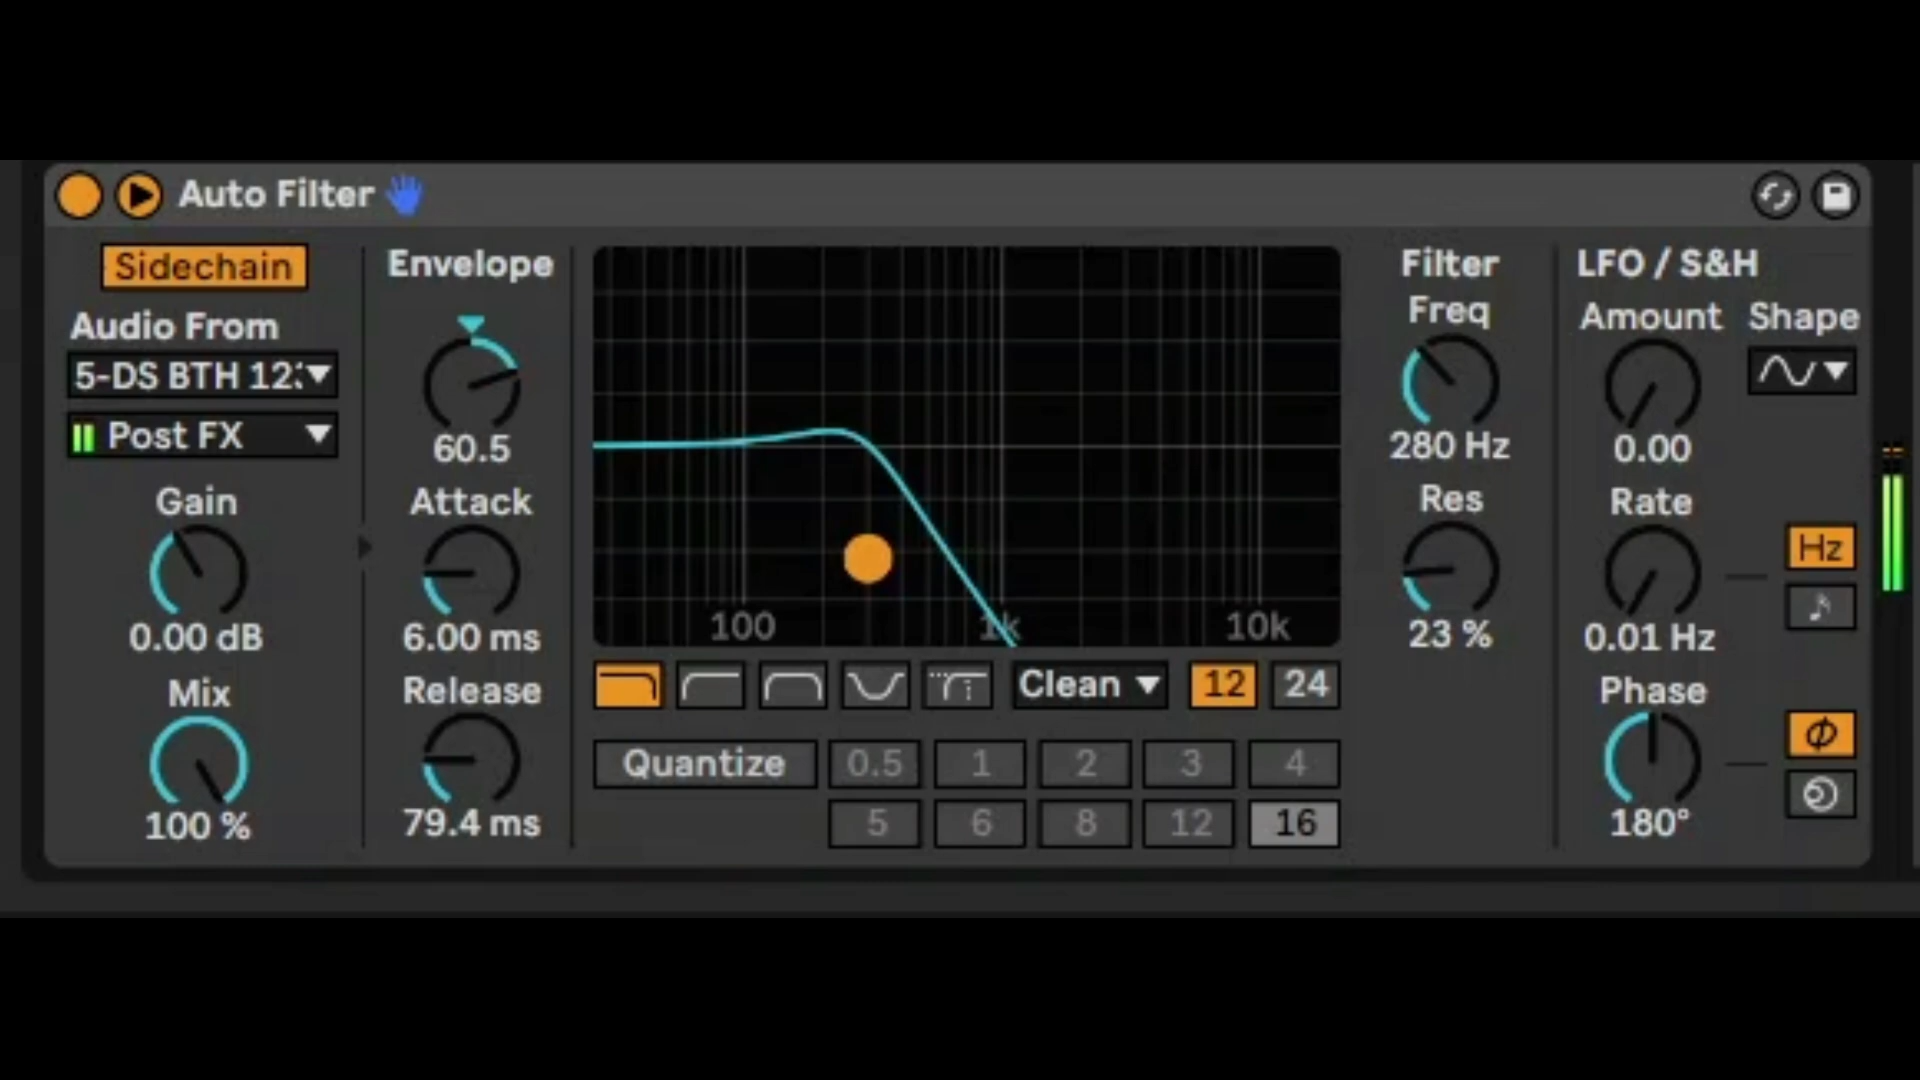 Auto Filter
Sidechain
Audio From
5-DS BTH 12
Post FX
Gain
0.00 dB
Mix
100 %
Envelope
60.5
Attack
6.00 ms
Release
79.4 ms
100 1k 10k
Clean 12 24
Quantize 0.5 1 2 3 4
5 6 8 12 16
Filter
Freq
280 Hz
Res
23 %
LFO / S&H
Amount Shape
0.00
Rate
Hz
0.01 Hz
Phase
180°